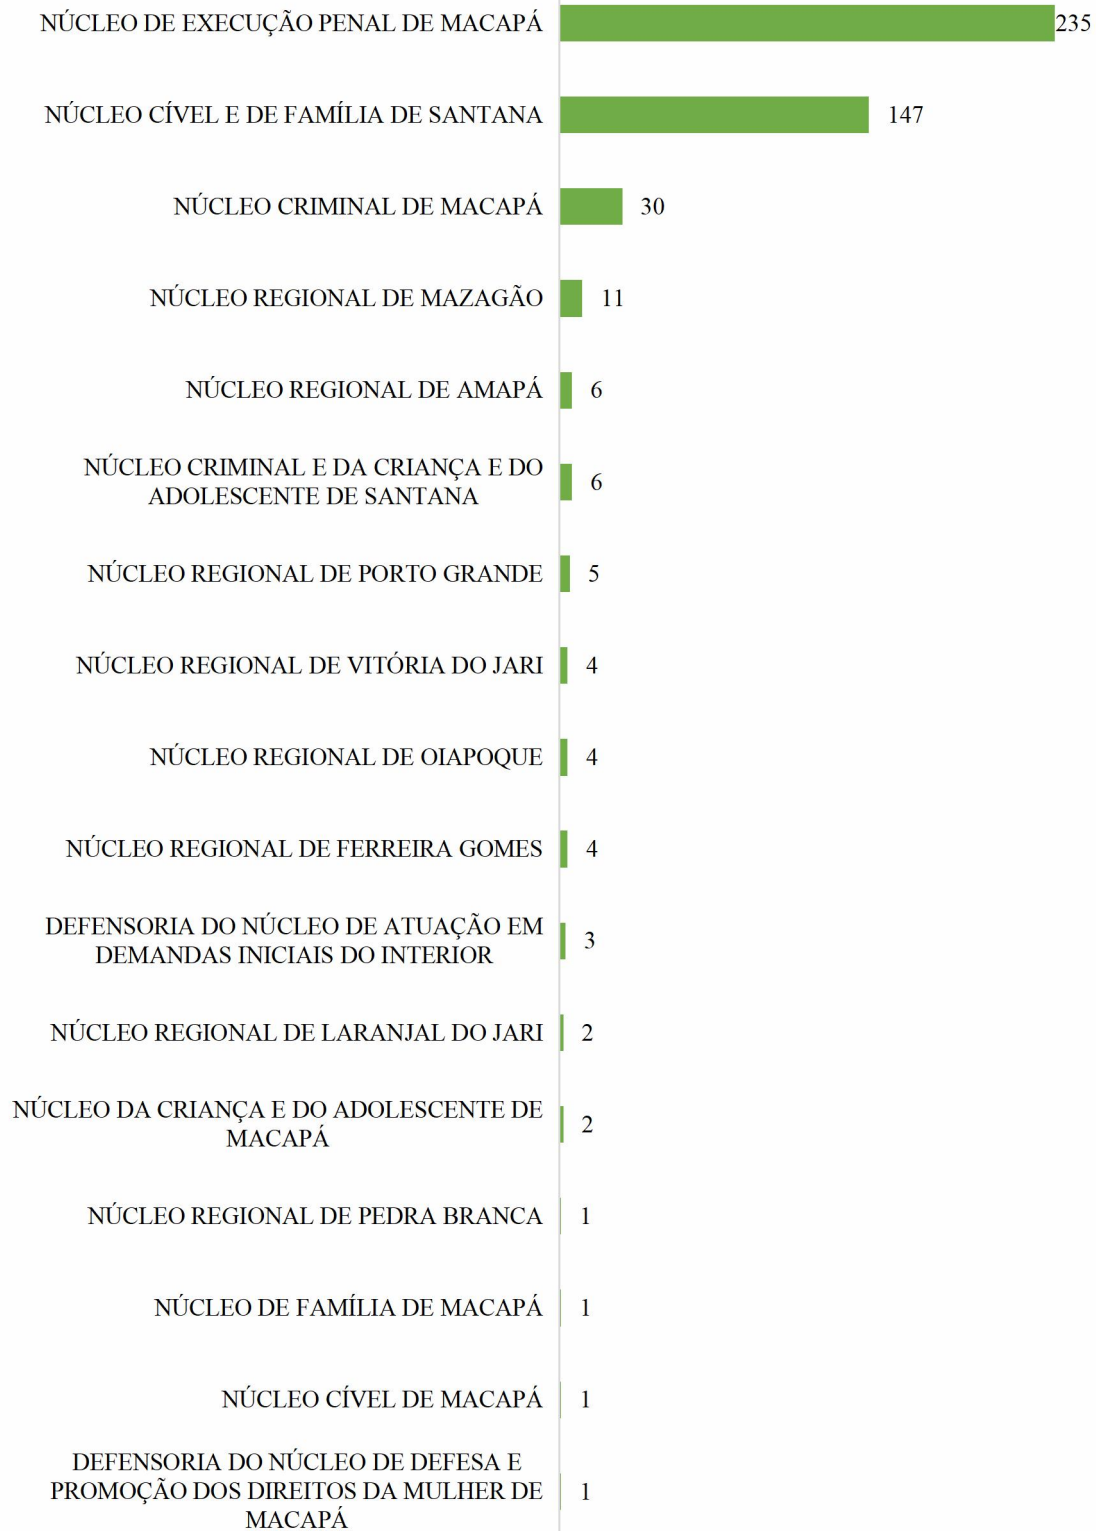 NÚCLEO DE EXECUÇÃO PENAL DE MACAPÁ 235
NÚCLEO CÍVEL E DE FAMÍLIA DE SANTANA 147
NÚCLEO CRIMINAL DE MACAPÁ 30
NÚCLEO REGIONAL DE MAZAGÃO 11
NÚCLEO REGIONAL DE AMAPÁ 6
NÚCLEO CRIMINAL E DA CRIANÇA E DO
ADOLESCENTE DE SANTANA 6
NÚCLEO REGIONAL DE PORTO GRANDE 5
NÚCLEO REGIONAL DE VITÓRIA DO JARI 4
NÚCLEO REGIONAL DE OIAPOQUE 4
NÚCLEO REGIONAL DE FERREIRA GOMES 4
DEFENSORIA DO NÚCLEO DE ATUAÇÃO EM
DEMANDAS INICIAIS DO INTERIOR 3
NÚCLEO REGIONAL DE LARANJAL DO JARI 2
NÚCLEO DA CRIANÇA E DO ADOLESCENTE DE
MACAPÁ 2
NÚCLEO REGIONAL DE PEDRA BRANCA 1
NÚCLEO DE FAMÍLIA DE MACAPÁ 1
NÚCLEO CÍVEL DE MACAPÁ 1
DEFENSORIA DO NÚCLEO DE DEFESA E
PROMOÇÃO DOS DIREITOS DA MULHER DE 1
MACAPÁ